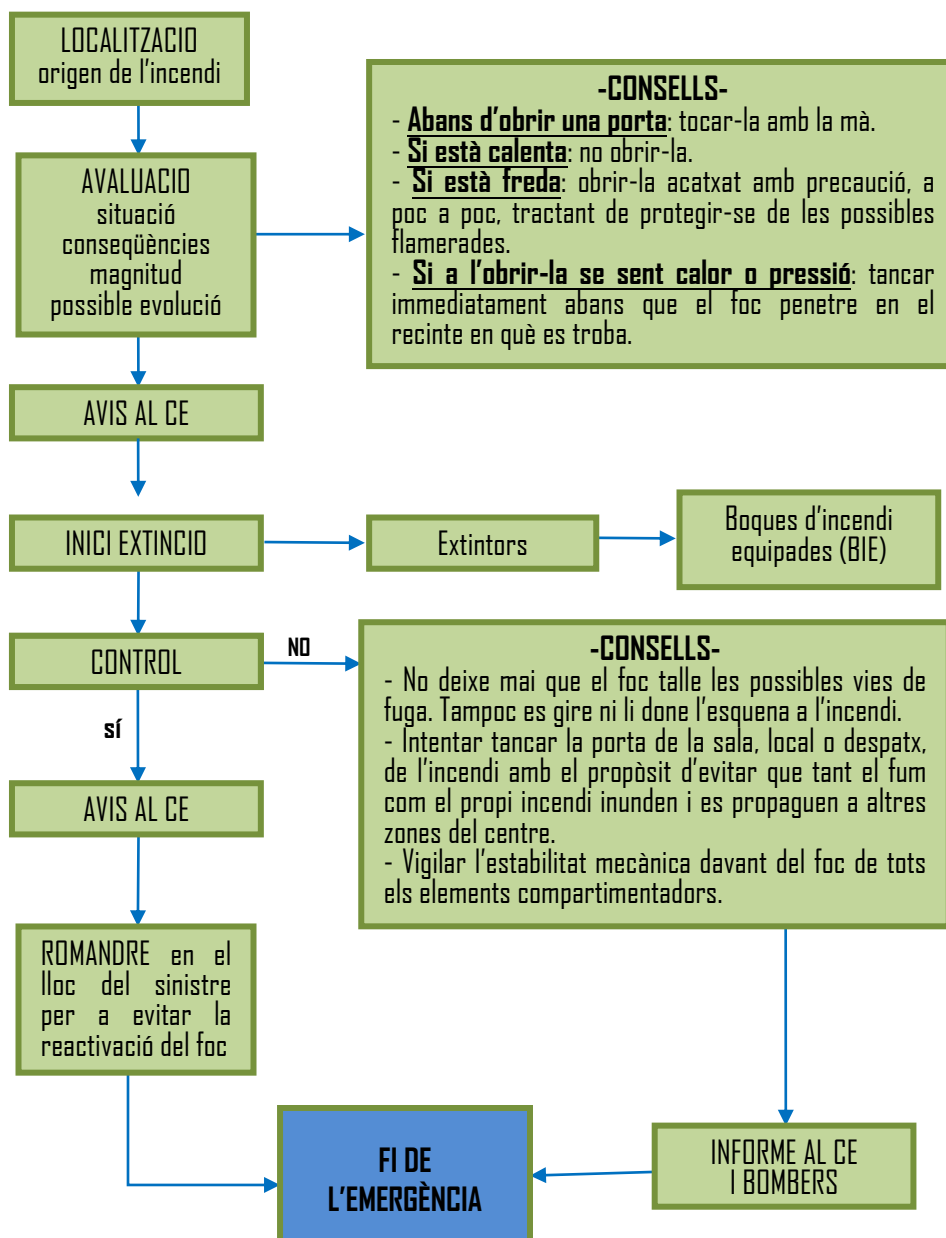 LOCALITZACIO
origen de l'incendi
-CONSELLS-
- Abans d'obrir una porta: tocar-la amb la mà.
- Si està calenta: no obrir-la.
- Si està freda: obrir-la acatxat amb precaució, a
poc a poc, tractant de protegir-se de les possibles
flamerades.
- Si a l'obrir-la se sent calor o pressió: tancar
immediatament abans que el foc penetre en el
recinte en què es troba.
AVALUACIO
situació
conseqüències
magnitud
possible evolució
AVIS AL CE
INICI EXTINCIO
Extintors
Boques d'incendi
equipades (BIE)
CONTROL
NO
-CONSELLS-
- No deixe mai que el foc talle les possibles vies de
fuga. Tampoc es gire ni li done l'esquena a l'incendi.
- Intentar tancar la porta de la sala, local o despatx,
de l'incendi amb el propòsit d'evitar que tant el fum
com el propi incendi inunden i es propaguen a altres
zones del centre.
- Vigilar l'estabilitat mecànica davant del foc de tots
els elements compartimentadors.
sí
AVIS AL CE
ROMANDRE en el
lloc del sinistre
per a evitar la
reactivació del foc
FI DE
L'EMERGÈNCIA
INFORME AL CE
I BOMBERS